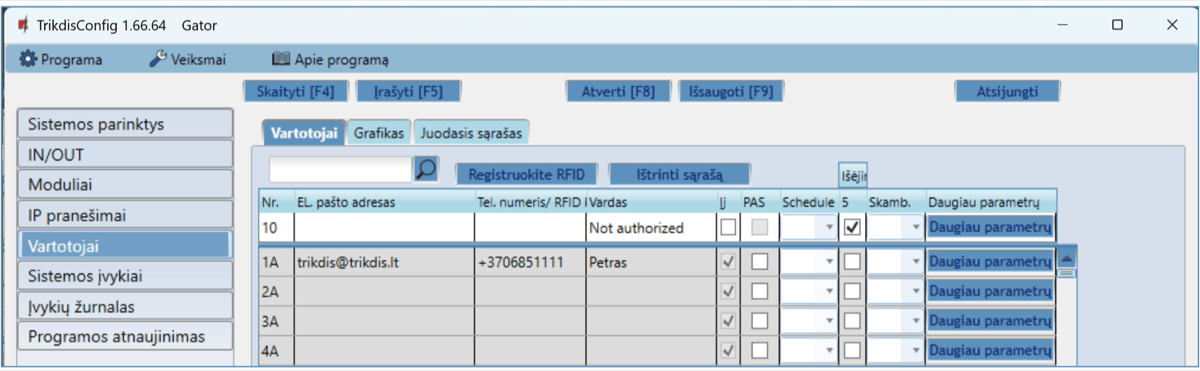 TrikdisConfig 1.66.64 Gator
Programa Veiksmai Apie programą
Skaityti [F4] Įrašyti [F5] Atverti [F8] Išsaugoti [F9] Atsijungti
Sistemos parinktys
IN/OUT
Moduliai
IP pranešimai
Vartotojai
Sistemos įvykiai
Įvykių žurnalas
Programos atnaujinimas
Vartotojai Grafikas Juodasis sąrašas
Registruokite RFID Ištrinti sąrašą
Išėjir
Nr. EL. pašto adresas Tel. numeris/ RFID I Vardas Įj PAS Schedule 5 Skamb. Daugiau parametrų
10 Not authorized Daugiau parametrų
1A trikdis@trikdis.lt +3706851111 Petras Daugiau parametrų
2A Daugiau parametrų
3A Daugiau parametrų
4A Daugiau parametrų